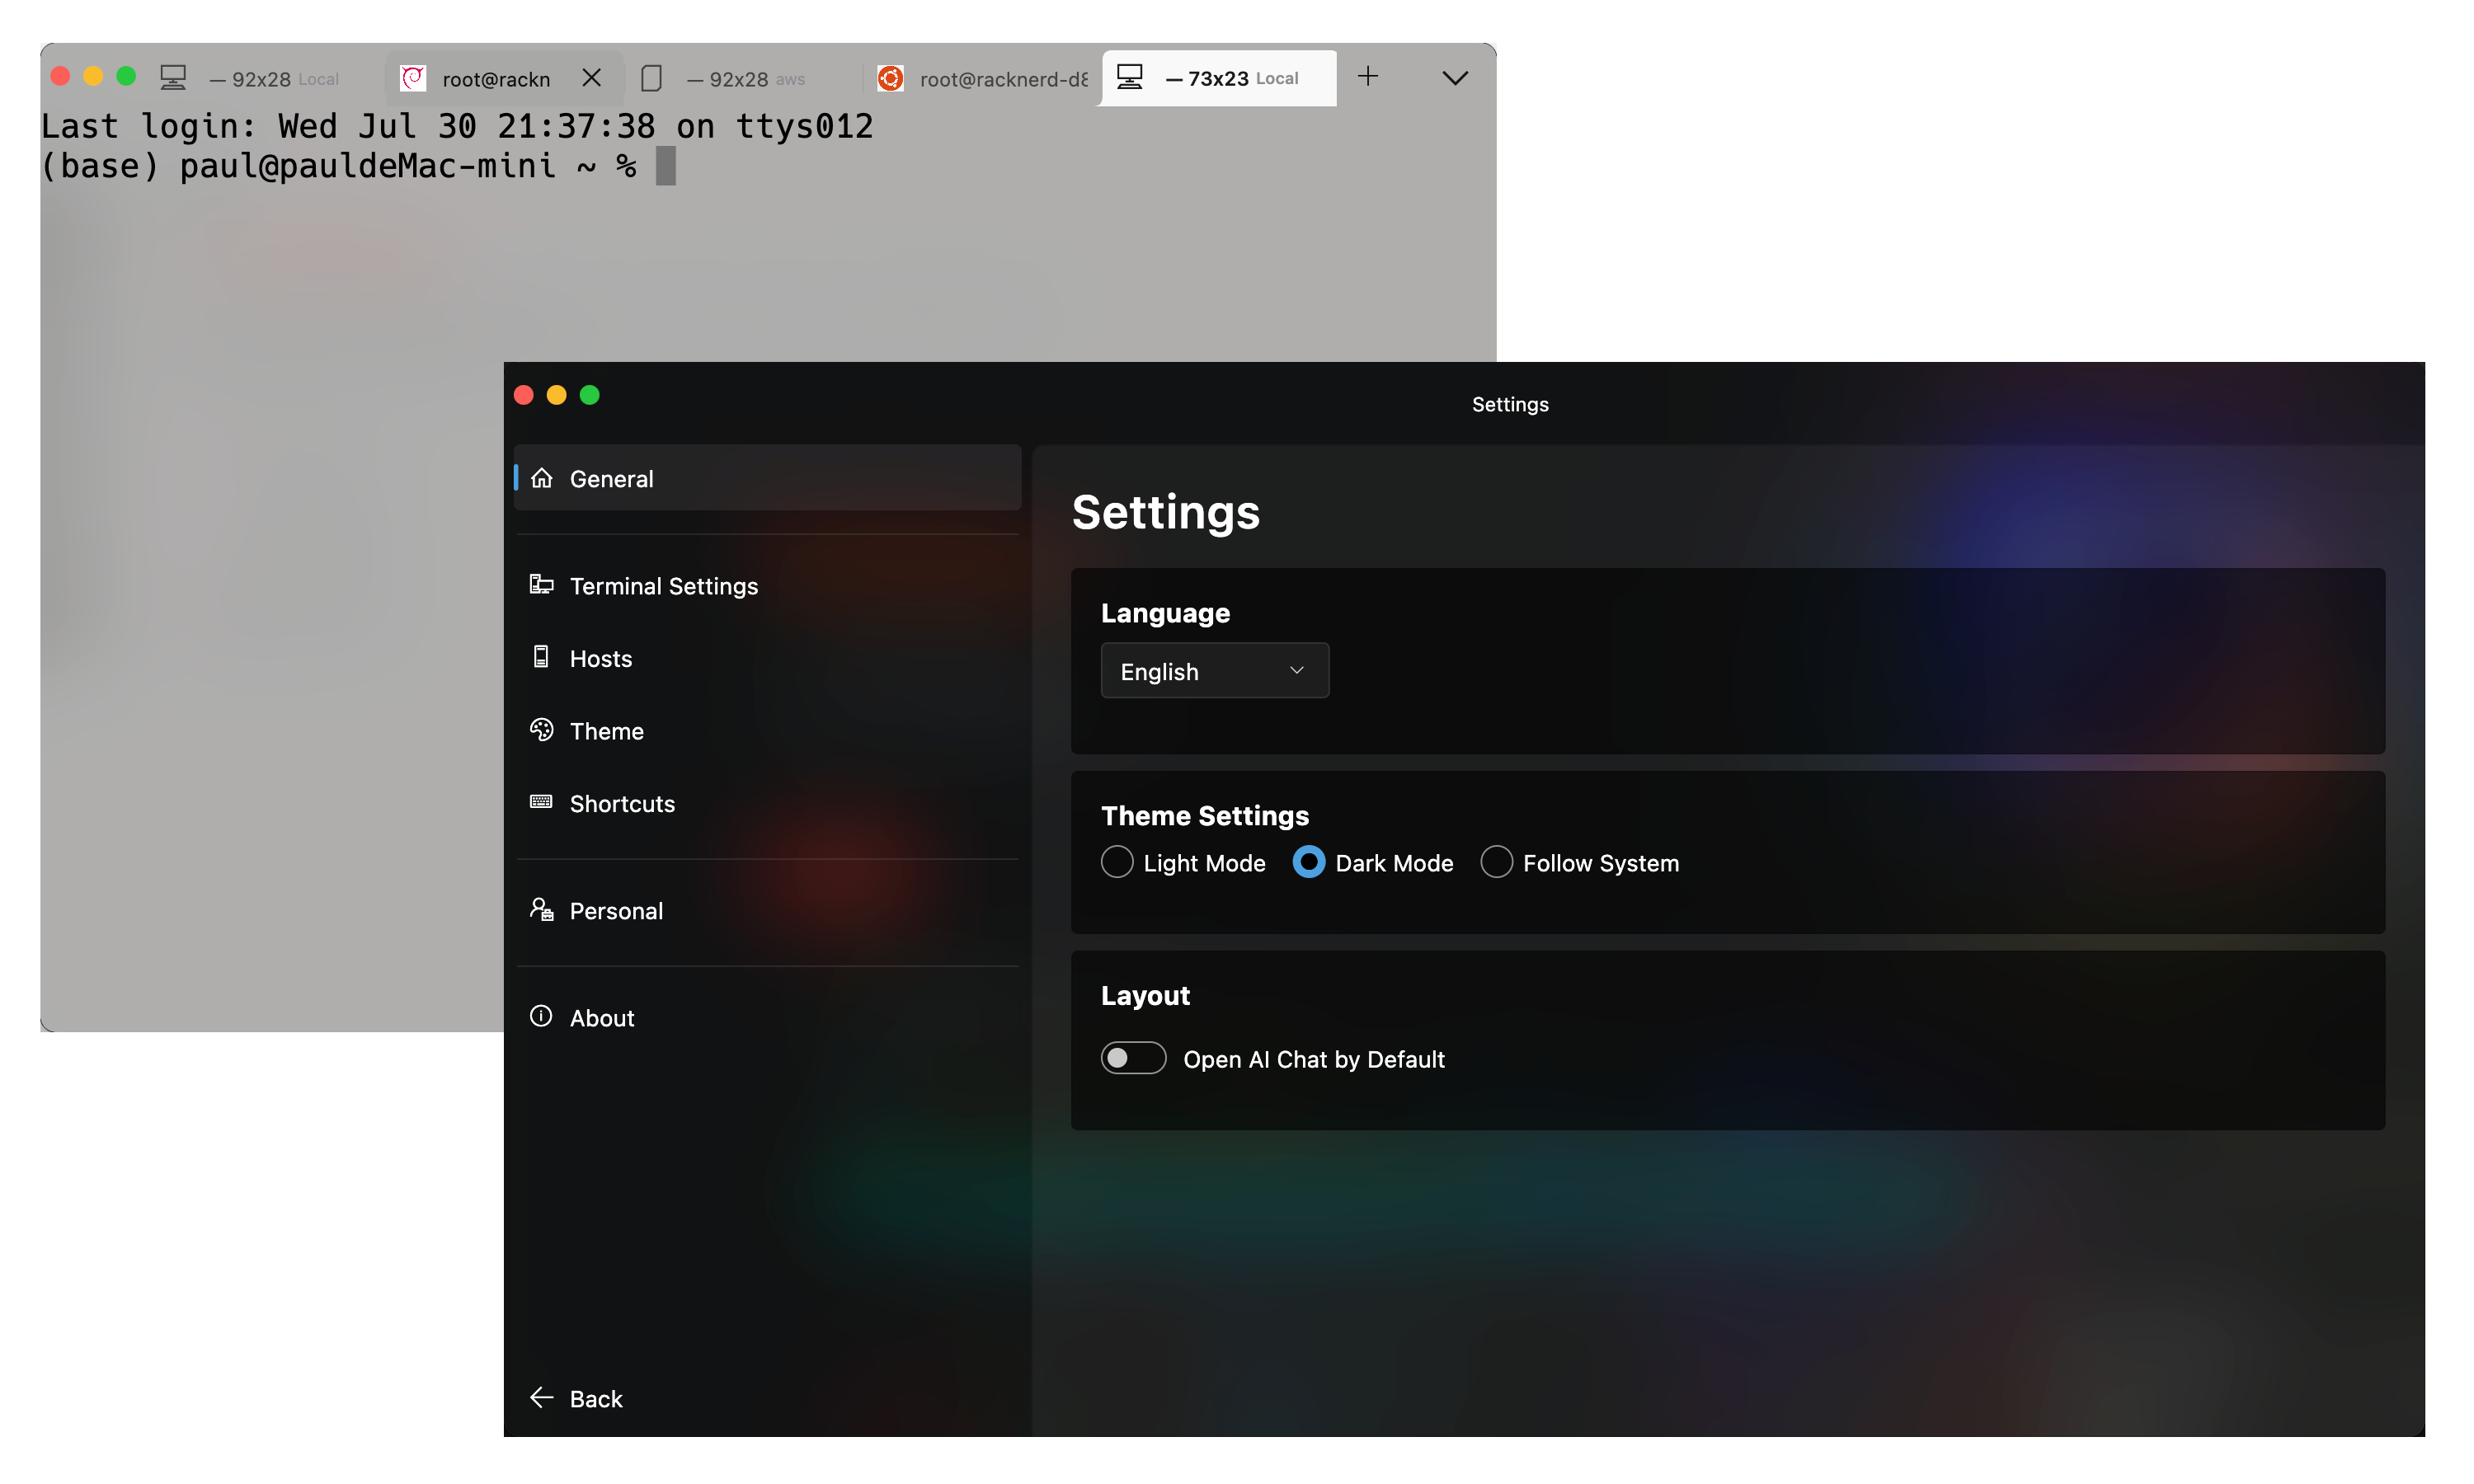 — 92x28 Local
root@rackn
— 92x28 aws
root@racknerd-d8
— 73x23 Local
Last login: Wed Jul 30 21:37:38 on ttys012
(base) paul@pauldeMac-mini ~ %
Settings
General
Terminal Settings
Hosts
Theme
Shortcuts
Personal
About
Back
Settings
Language
English
Theme Settings
Light Mode
Dark Mode
Follow System
Layout
Open AI Chat by Default